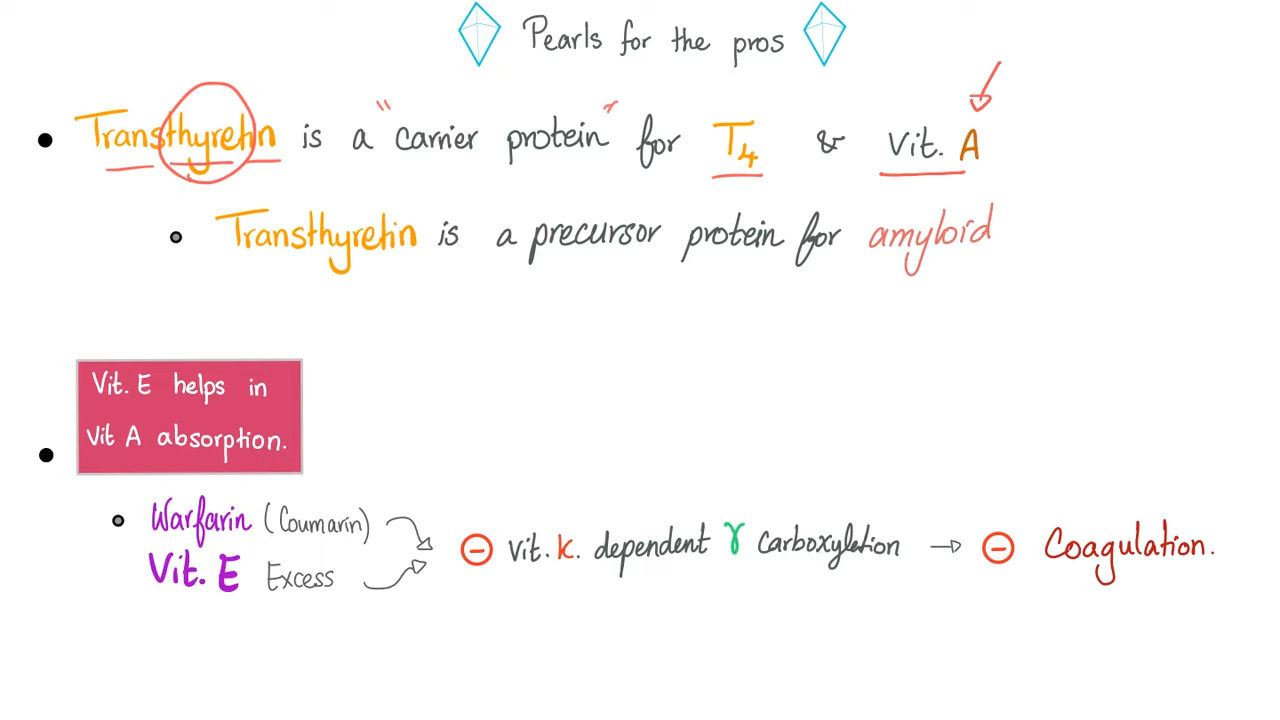 Pearls for the pros
Transthyretin is a "carrier protein" for T4 & Vit. A
Transthyretin is a precursor protein for amyloid
Vit. E helps in
Vit A absorption.
Warfarin (Coumarin)
Vit. E Excess
⊖ Vit. K. dependent γ Carboxyletion → ⊖ Coagulation.